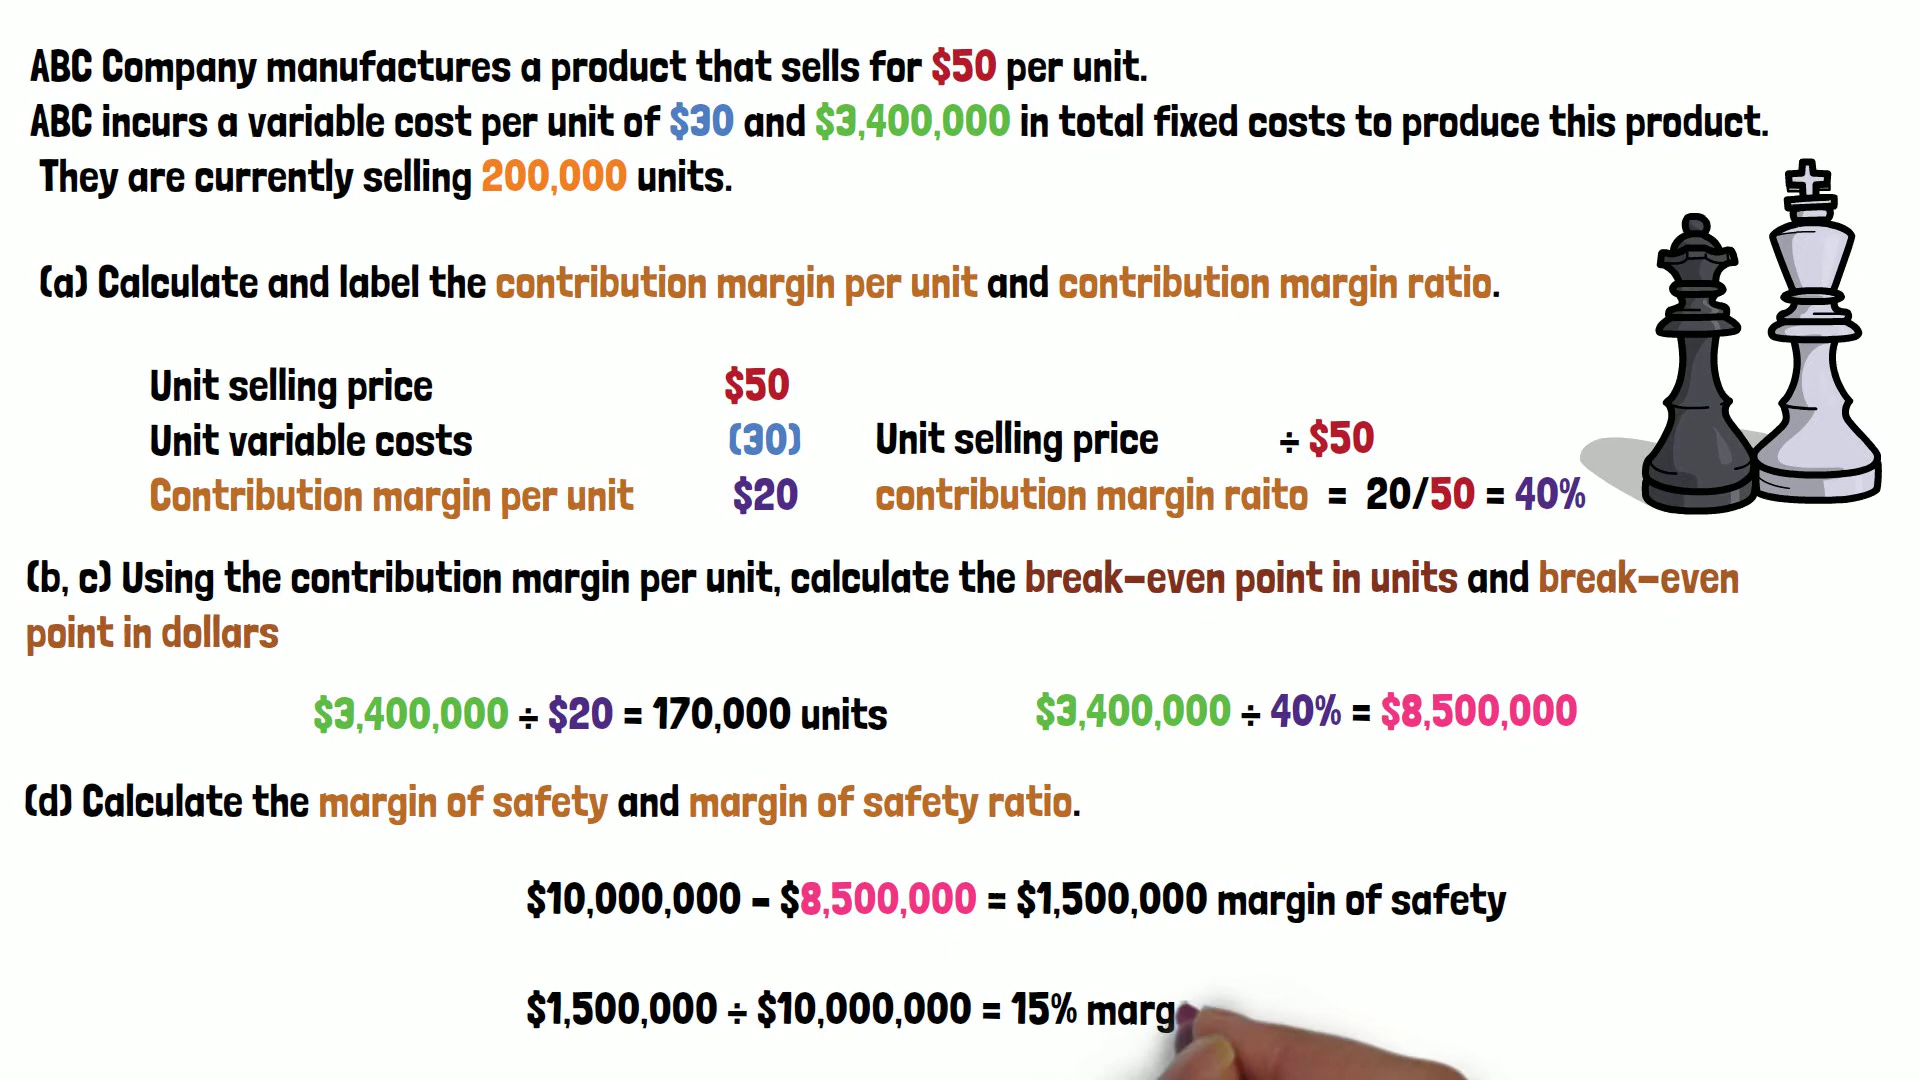 ABC Company manufactures a product that sells for $50 per unit.
ABC incurs a variable cost per unit of $30 and $3,400,000 in total fixed costs to produce this product.
They are currently selling 200,000 units.
(a) Calculate and label the contribution margin per unit and contribution margin ratio.
Unit selling price $50
Unit variable costs (30) Unit selling price ÷ $50
Contribution margin per unit $20 contribution margin raito = 20/50 = 40%
(b, c) Using the contribution margin per unit, calculate the break-even point in units and break-even
point in dollars
$3,400,000 ÷ $20 = 170,000 units $3,400,000 ÷ 40% = $8,500,000
(d) Calculate the margin of safety and margin of safety ratio.
$10,000,000 - $8,500,000 = $1,500,000 margin of safety
$1,500,000 ÷ $10,000,000 = 15% marg